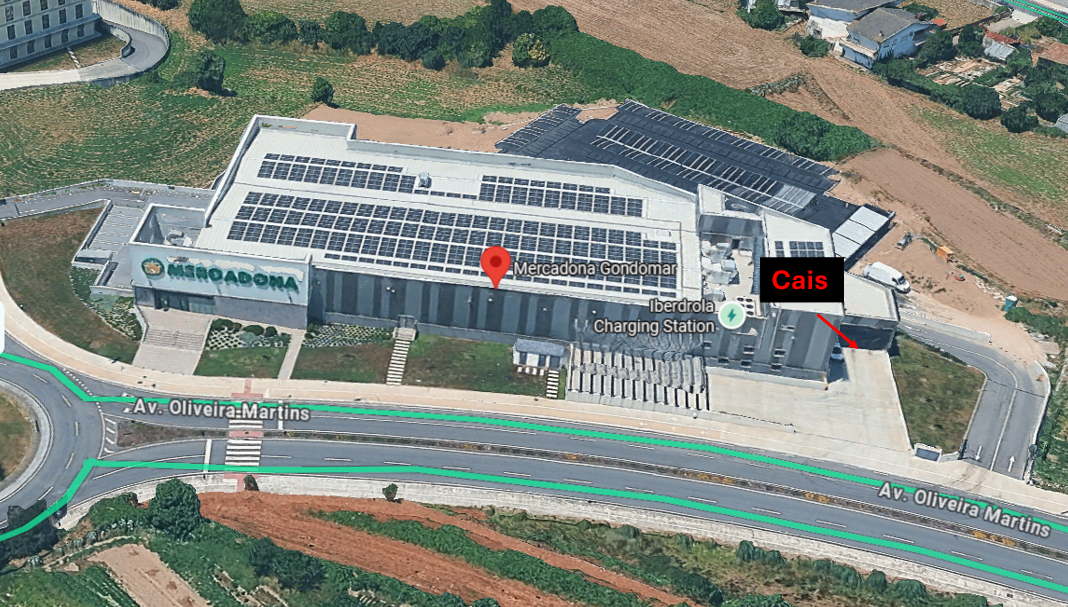 MERCADONA
Mercadona Gondomar
Cais
Iberdrola
Charging Station
Av. Oliveira Martins
Av. Oliveira Martins